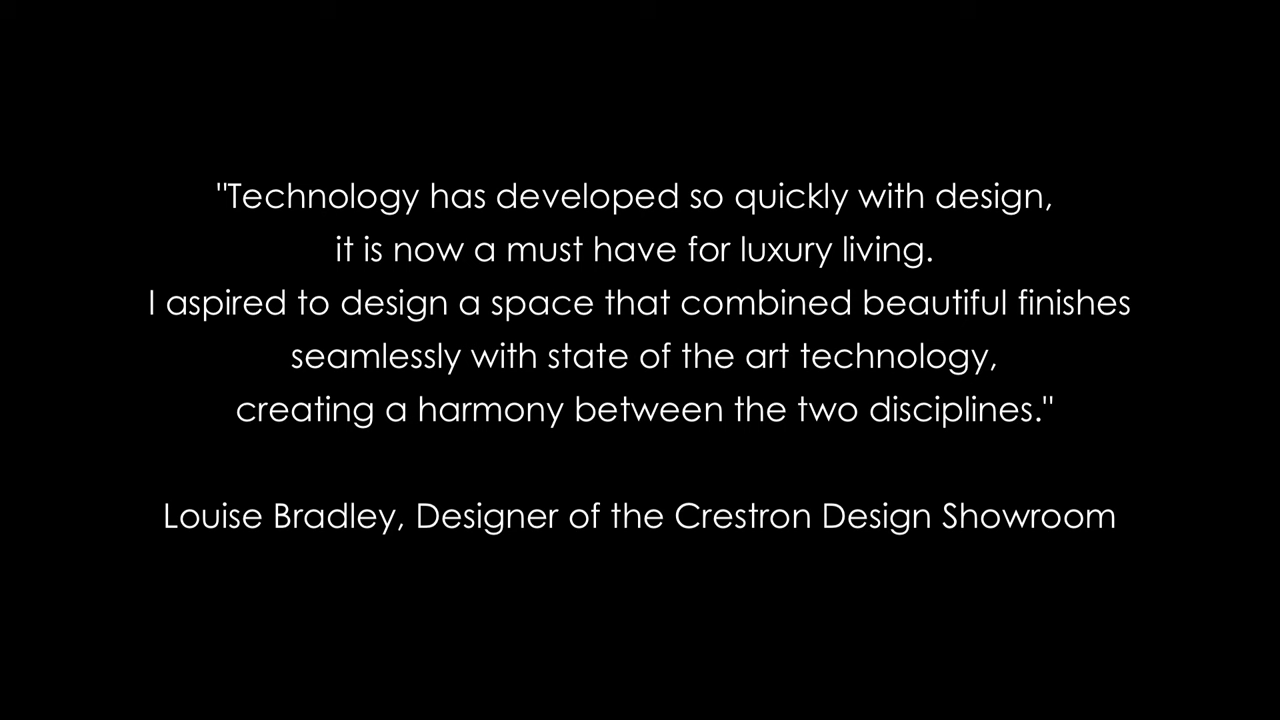 "Technology has developed so quickly with design,
it is now a must have for luxury living.
I aspired to design a space that combined beautiful finishes
seamlessly with state of the art technology,
creating a harmony between the two disciplines."
Louise Bradley, Designer of the Crestron Design Showroom